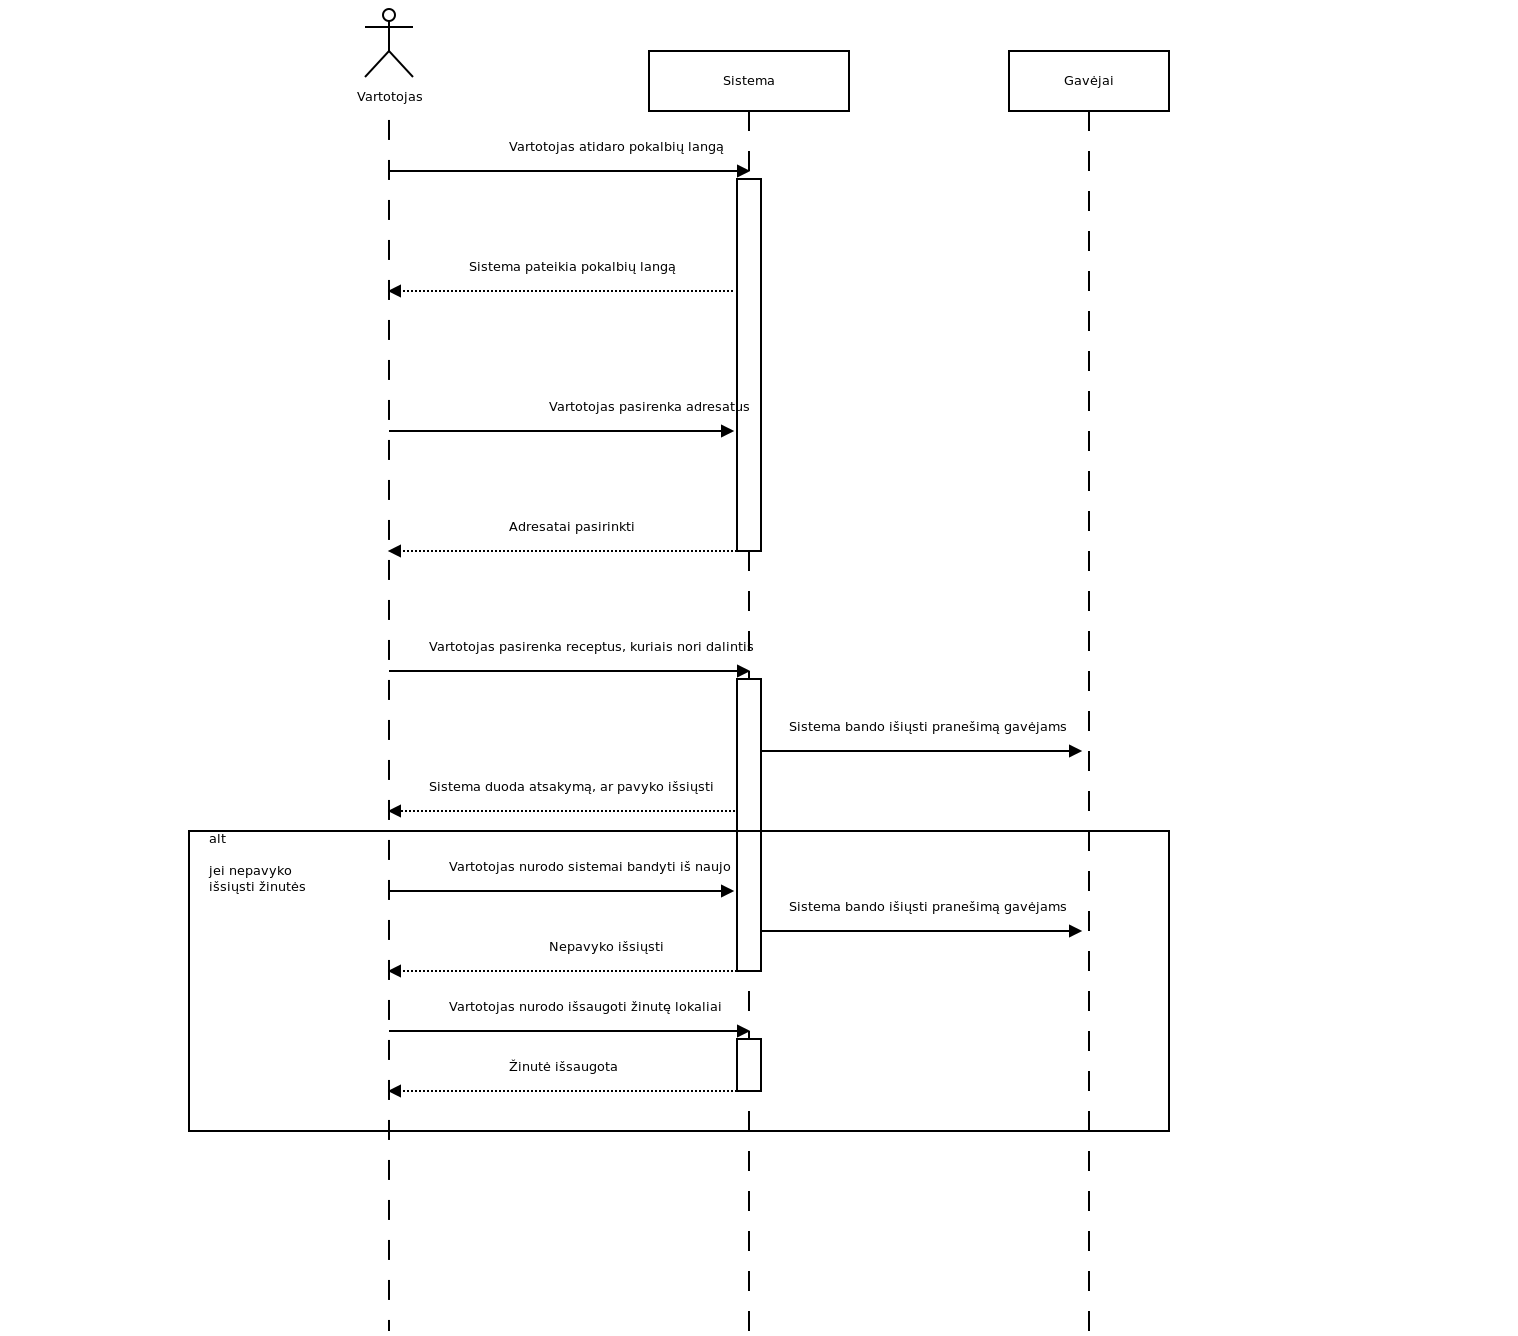 Vartotojas
Sistema
Gavėjai
Vartotojas atidaro pokalbių langą
Sistema pateikia pokalbių langą
Vartotojas pasirenka adresatus
Adresatai pasirinkti
Vartotojas pasirenka receptus, kuriais nori dalintis
Sistema bando išiųsti pranešimą gavėjams
Sistema duoda atsakymą, ar pavyko išsiųsti
alt
jei nepavyko
išsiųsti žinutės
Vartotojas nurodo sistemai bandyti iš naujo
Sistema bando išiųsti pranešimą gavėjams
Nepavyko išsiųsti
Vartotojas nurodo išsaugoti žinutę lokaliai
Žinutė išsaugota